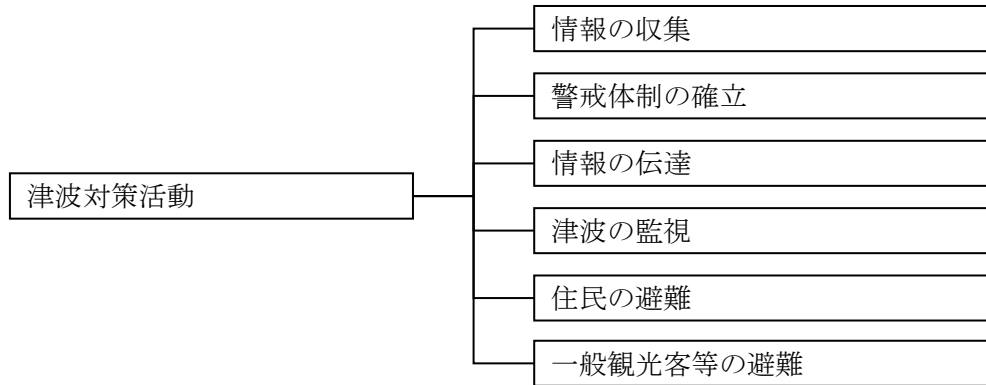 情報の収集
警戒体制の確立
情報の伝達
津波対策活動
津波の監視
住民の避難
一般観光客等の避難